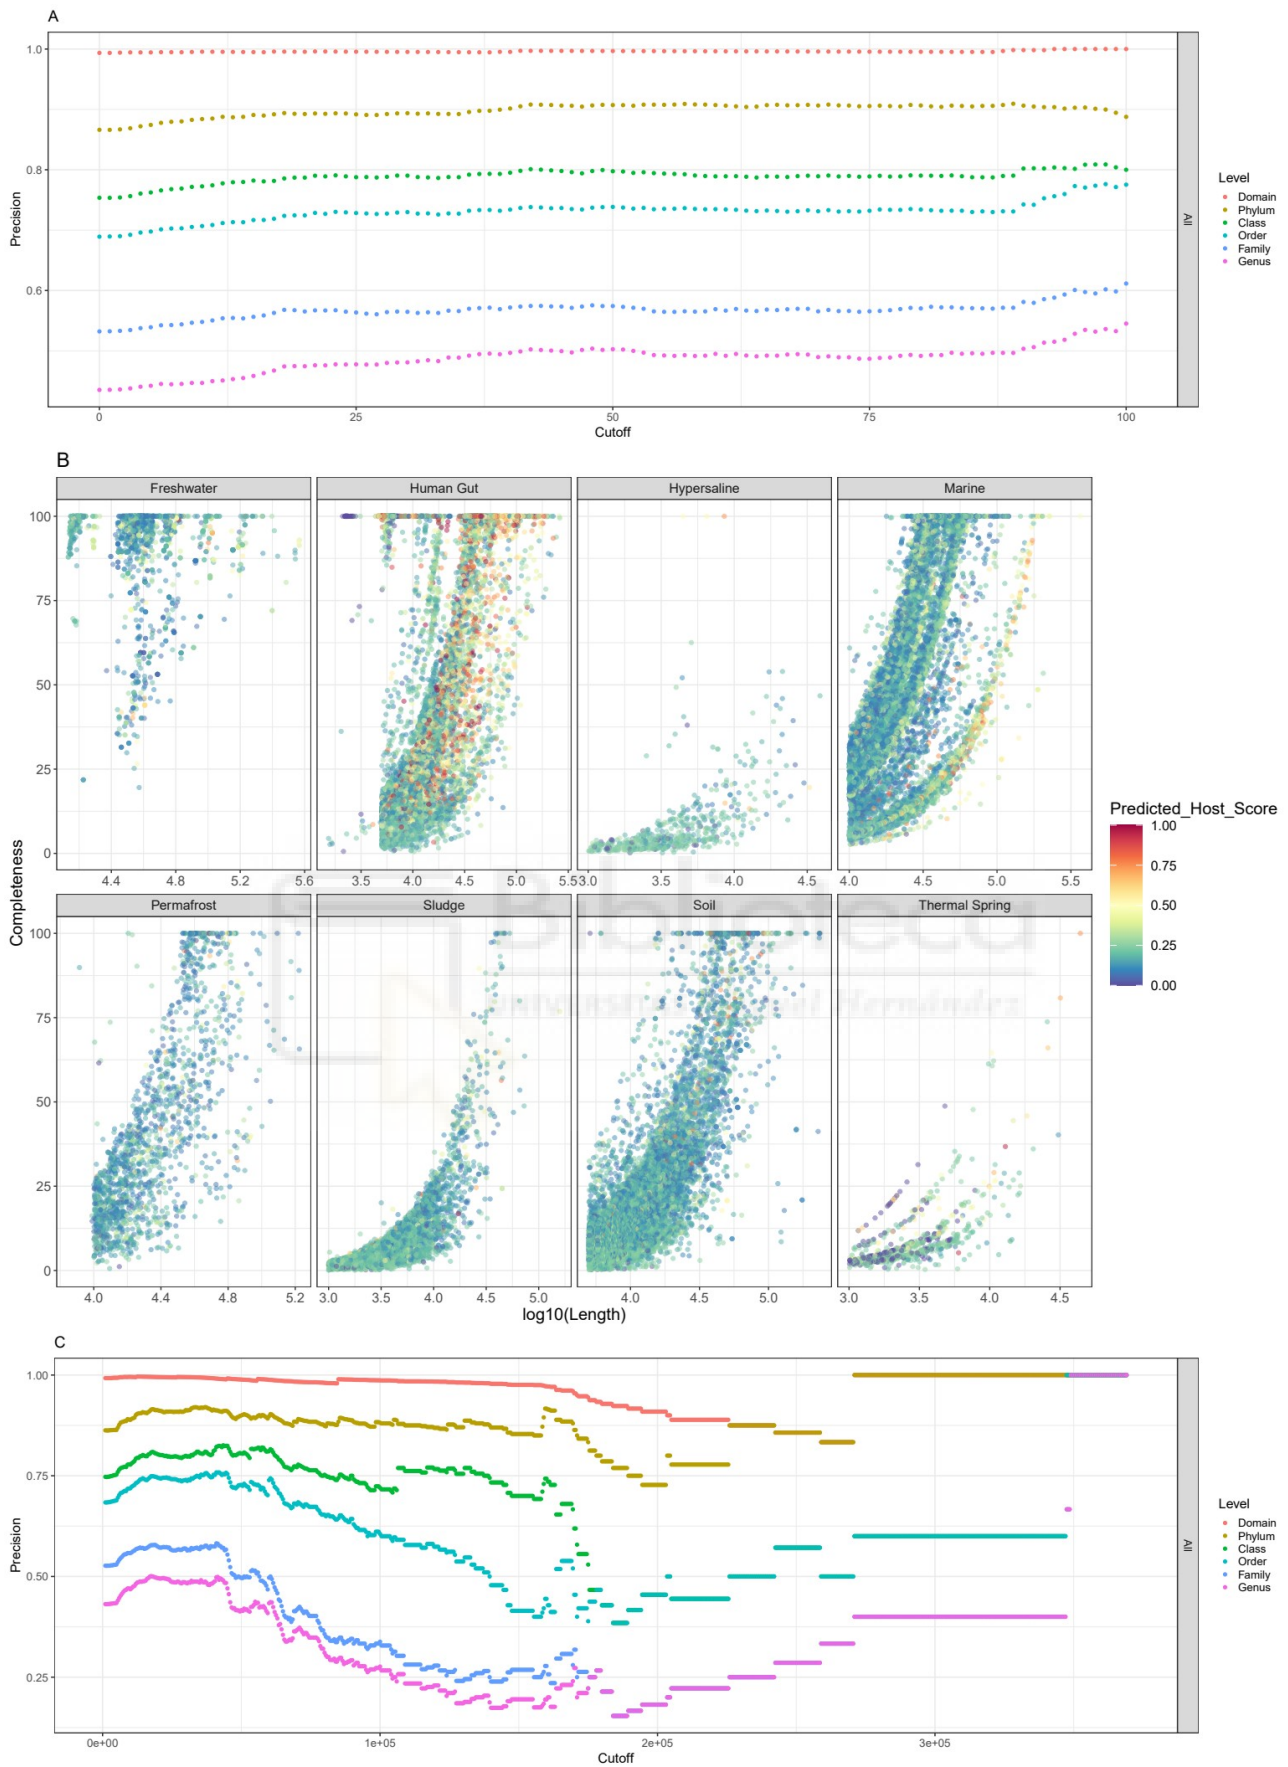 A
1.0
0.8
0.6
Precision
0
25
50
75
100
Cutoff
All
Level
Domain
Phylum
Class
Order
Family
Genus
B
Freshwater
Human Gut
Hypersaline
Marine
100
75
50
25
0
4.4 4.8 5.2 5.6
3.5 4.0 4.5 5.0 5.5
3.0 3.5 4.0 4.5
4.0 4.5 5.0 5.5
Completeness
Predicted_Host_Score
1.00
0.75
0.50
0.25
0.00
Permafrost
Sludge
Soil
Thermal Spring
100
75
50
25
0
4.0 4.4 4.8 5.2
3.0 3.5 4.0 4.5 5.0
4.0 4.5 5.0
3.0 3.5 4.0 4.5
log10(Length)
Biblioteca
C
1.00
0.75
0.50
0.25
Precision
0e+00
1e+05
2e+05
3e+05
Cutoff
All
Level
Domain
Phylum
Class
Order
Family
Genus